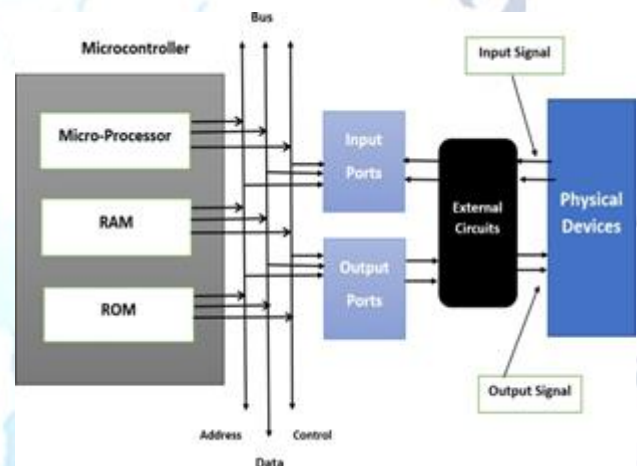 Bus
Microcontroller
Input Signal
Micro-Processor
Input
Ports
RAM
External
Circuits
Physical
Devices
Output
Ports
ROM
Output Signal
Address
Control
Data